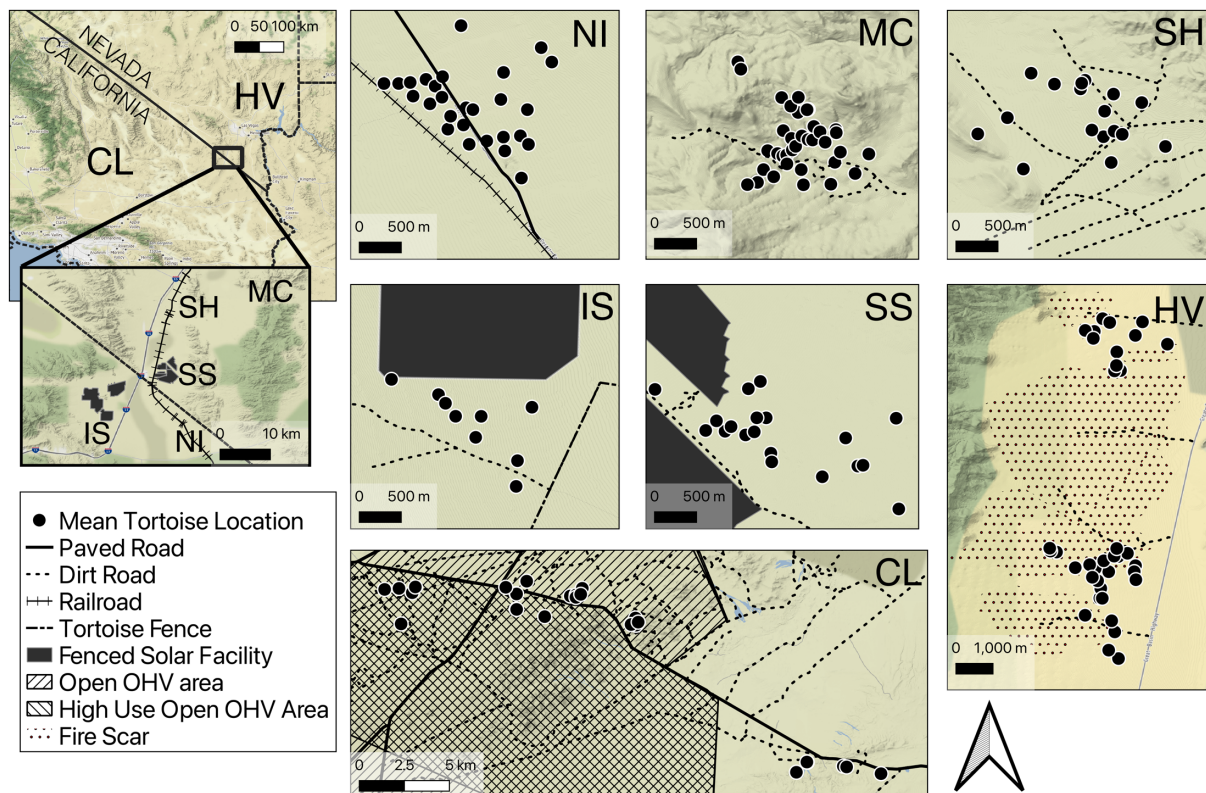 0 50 100 km
NEVADA
CALIFORNIA
HV
CL
MC
SH
SS
IS
NI
0 10 km
NI
0 500 m
MC
0 500 m
SH
0 500 m
IS
0 500 m
SS
0 500 m
HV
0 1,000 m
CL
0 2.5 5 km
Mean Tortoise Location
Paved Road
Dirt Road
Railroad
Tortoise Fence
Fenced Solar Facility
Open OHV area
High Use Open OHV Area
Fire Scar